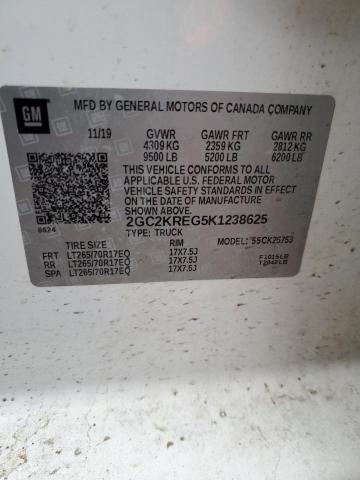 GM
MFD BY GENERAL MOTORS OF CANADA COMPANY
11/19 GVWR GAWR FRT GAWR RR
4309 KG 2359 KG 2812 KG
9500 LB 5200 LB 6200 LB
THIS VEHICLE CONFORMS TO ALL
APPLICABLE U.S. FEDERAL MOTOR
VEHICLE SAFETY STANDARDS IN EFFECT ON
THE DATE OF MANUFACTURE SHOWN ABOVE.
8624
2GC2KREG5K1238625
TYPE: TRUCK
TIRE SIZE RIM MODEL: 55CK25753
FRT LT265/70R17EQ 17X7.5J F1015LB
RR LT265/70R17EQ 17X7.5J T2042LB
SPA LT265/70R17EQ 17X7.5J